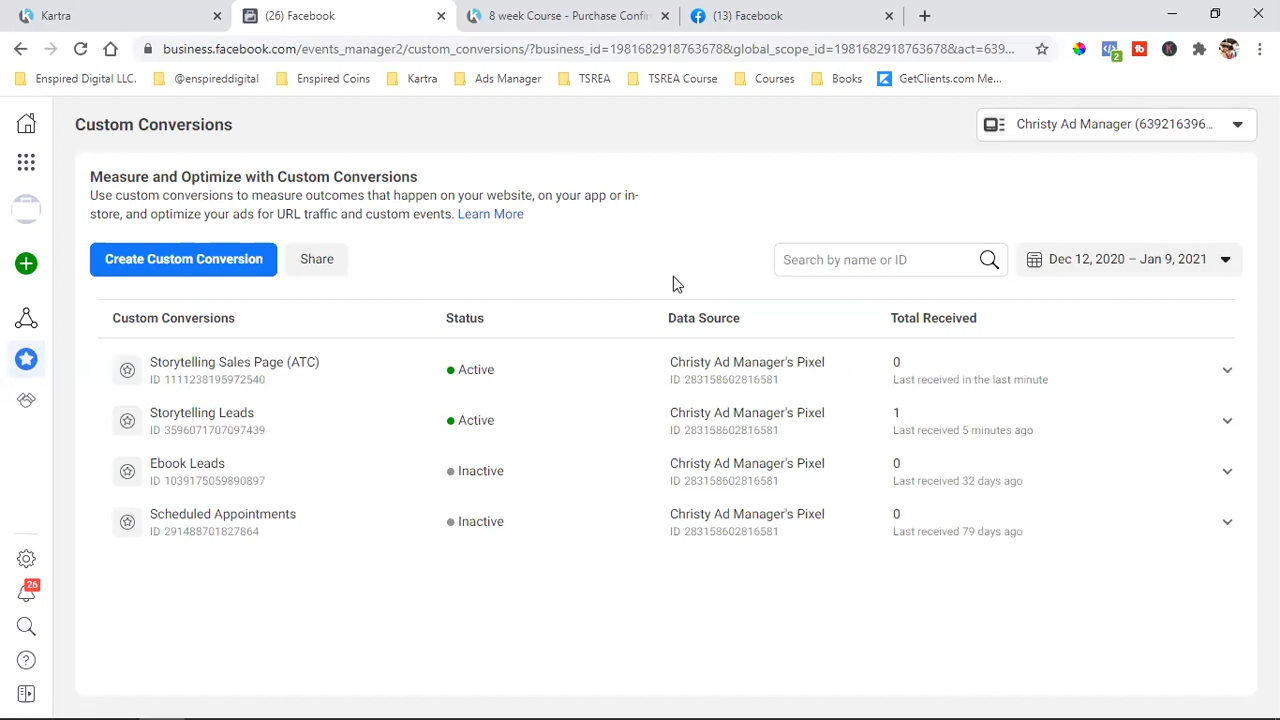 Kartra
(26) Facebook
8 week Course - Purchase Confir
(13) Facebook
business.facebook.com/events_manager2/custom_conversions/?business_id=198168291876367​8&global_scope_id=1981682918763678&act=639...
2
Enspired Digital LLC.
@enspireddigital
Enspired Coins
Kartra
Ads Manager
TSREA
TSREA Course
Courses
Books
GetClients.com Me...
Custom Conversions
Christy Ad Manager (639216396...
Measure and Optimize with Custom Conversions
Use custom conversions to measure outcomes that happen on your website, on your app or in-
store, and optimize your ads for URL traffic and custom events. Learn More
Create Custom Conversion
Share
Search by name or ID
Dec 12, 2020 – Jan 9, 2021
Custom Conversions Status Data Source Total Received
Storytelling Sales Page (ATC) Active Christy Ad Manager's Pixel 0
ID 1111238195972540 ID 283158602816581 Last received in the last minute
Storytelling Leads Active Christy Ad Manager's Pixel 1
ID 3596071707097439 ID 283158602816581 Last received 5 minutes ago
Ebook Leads Inactive Christy Ad Manager's Pixel 0
ID 1039175059890897 ID 283158602816581 Last received 32 days ago
Scheduled Appointments Inactive Christy Ad Manager's Pixel 0
ID 291488701827864 ID 283158602816581 Last received 79 days ago
26